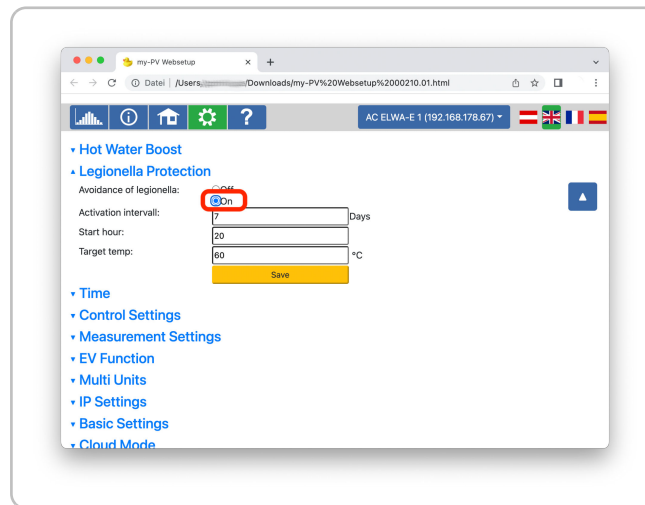 my-PV Websetup
Datei | /Users/ /Downloads/my-PV%20Websetup%2000210.01.html
AC ELWA-E 1 (192.168.178.67)
Hot Water Boost
Legionella Protection
Avoidance of legionella:
Off
On
Activation intervall:
7
Days
Start hour:
20
Target temp:
60
°C
Save
Time
Control Settings
Measurement Settings
EV Function
Multi Units
IP Settings
Basic Settings
Cloud Mode